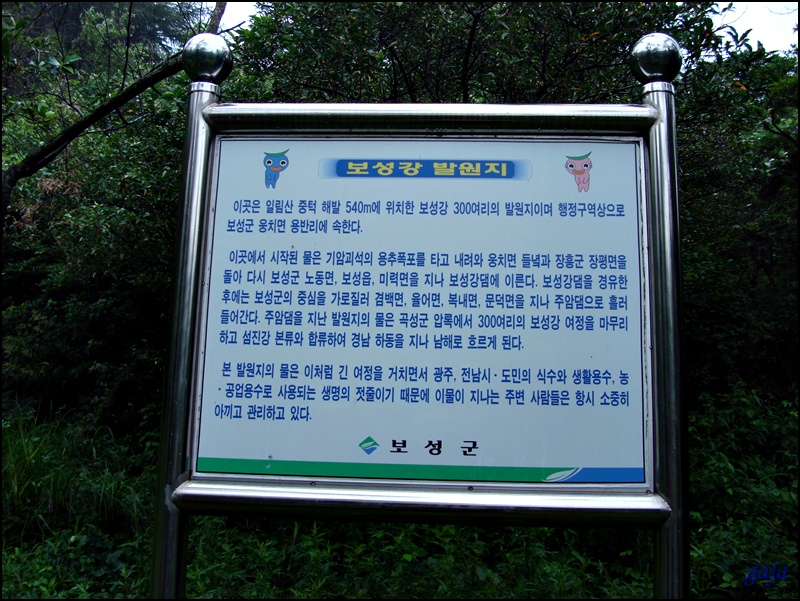 보성강 발원지
이곳은 일림산 중턱 해발 540m에 위치한 보성강 300여리의 발원지이며 행정구역상으로
보성군 웅치면 용반리에 속한다.
이곳에서 시작된 물은 기암괴석의 용추폭포를 타고 내려와 웅치면 들녘과 장흥군 장평면을
돌아 다시 보성군 노동면, 보성읍, 미력면을 지나 보성강댐에 이른다. 보성강댐을 경유한
후에는 보성군의 중심을 가로질러 겸백면, 율어면, 복내면, 문덕면을 지나 주암댐으로 흘러
들어간다. 주암댐을 지난 발원지의 물은 곡성군 압록에서 300여리의 보성강 여정을 마무리
하고 섬진강 본류와 합류하여 경남 하동을 지나 남해로 흐르게 된다.
본 발원지의 물은 이처럼 긴 여정을 거치면서 광주, 전남시·도민의 식수와 생활용수, 농
·공업용수로 사용되는 생명의 젓줄이기 때문에 이물이 지나는 주변 사람들은 항시 소중히
아끼고 관리하고 있다.
보성군